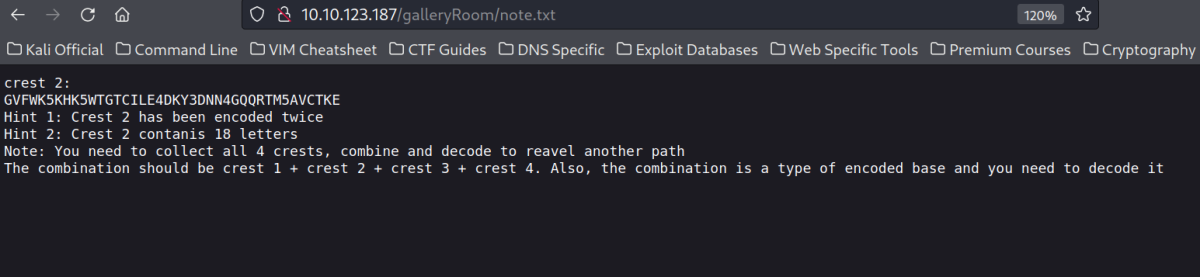 10.10.123.187/galleryRoom/note.txt
120%
Kali Official Command Line VIM Cheatsheet CTF Guides DNS Specific Exploit Databases Web Specific Tools Premium Courses Cryptography
crest 2:
GVFWK5KHK5WTGTCILE4DKY3DNN4GQQRTM5AVCTKE
Hint 1: Crest 2 has been encoded twice
Hint 2: Crest 2 contanis 18 letters
Note: You need to collect all 4 crests, combine and decode to reavel another path
The combination should be crest 1 + crest 2 + crest 3 + crest 4. Also, the combination is a type of encoded base and you need to decode it